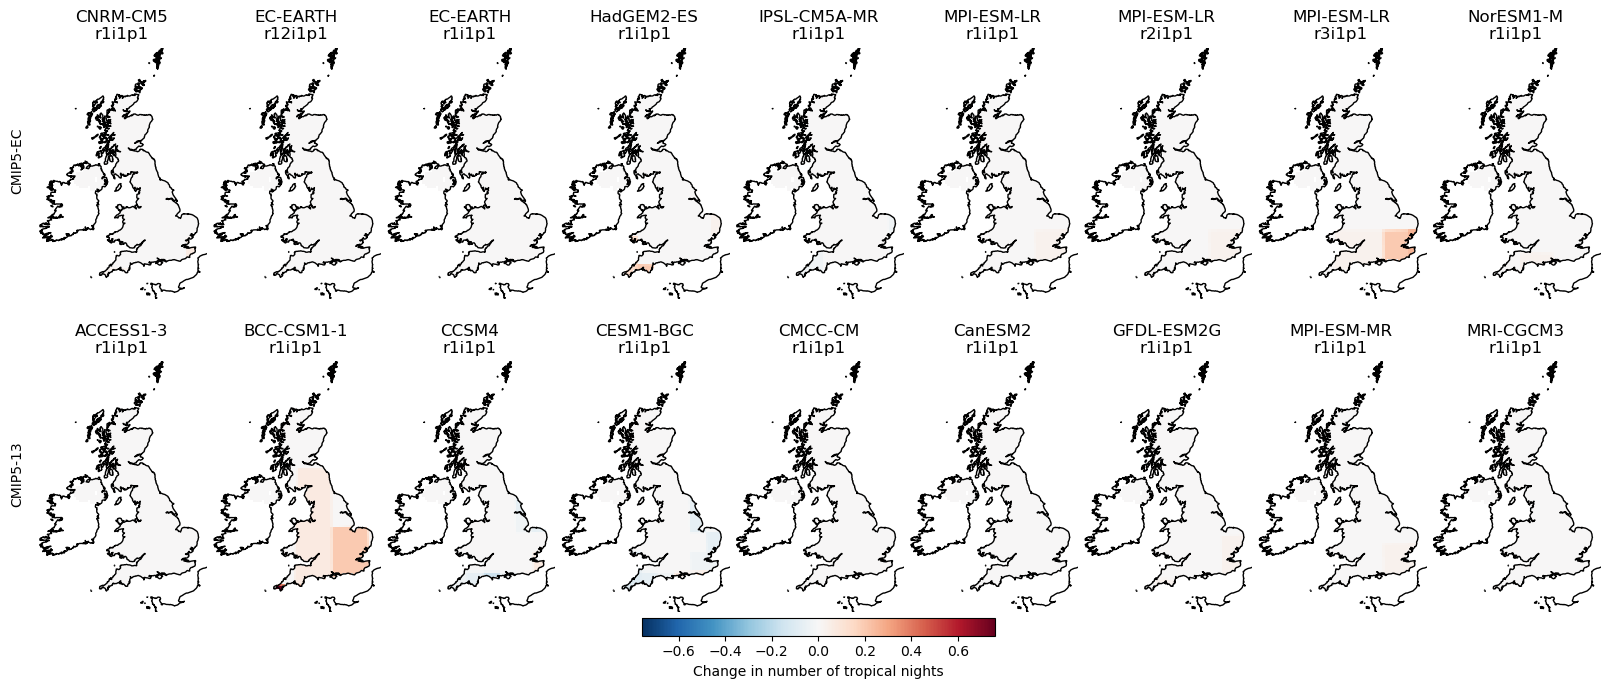 CNRM-CM5
r1i1p1
EC-EARTH
r12i1p1
EC-EARTH
r1i1p1
HadGEM2-ES
r1i1p1
IPSL-CM5A-MR
r1i1p1
MPI-ESM-LR
r1i1p1
MPI-ESM-LR
r2i1p1
MPI-ESM-LR
r3i1p1
NorESM1-M
r1i1p1
CMIP5-EC
ACCESS1-3
r1i1p1
BCC-CSM1-1
r1i1p1
CCSM4
r1i1p1
CESM1-BGC
r1i1p1
CMCC-CM
r1i1p1
CanESM2
r1i1p1
GFDL-ESM2G
r1i1p1
MPI-ESM-MR
r1i1p1
MRI-CGCM3
r1i1p1
CMIP5-13
−0.6 −0.4 −0.2 0.0 0.2 0.4 0.6
Change in number of tropical nights